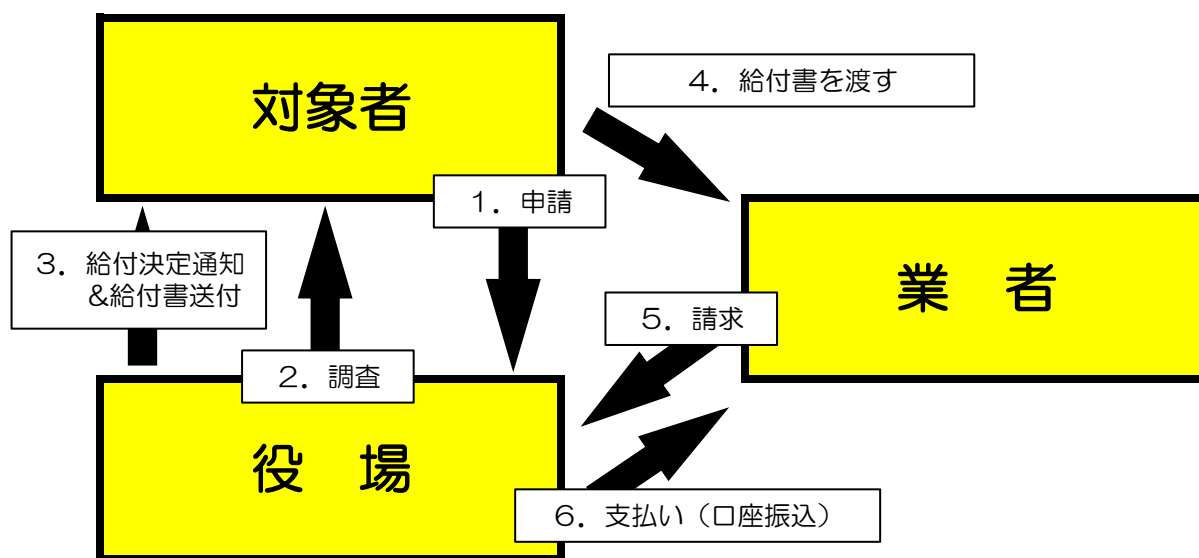 対象者
4．給付書を渡す
1．申請
3．給付決定通知
&給付書送付
業　者
5．請求
2．調査
役　場
6．支払い（口座振込）